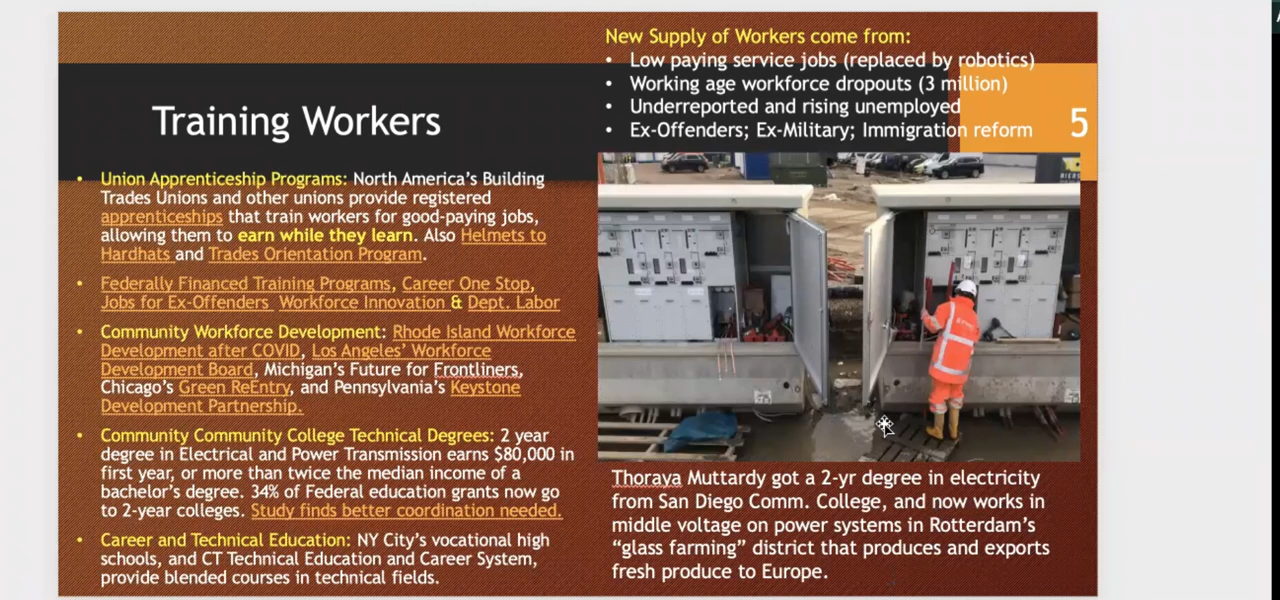 Training Workers
New Supply of Workers come from:
• Low paying service jobs (replaced by robotics)
• Working age workforce dropouts (3 million)
• Underreported and rising unemployed
• Ex-Offenders; Ex-Military; Immigration reform
5
• Union Apprenticeship Programs: North America’s Building
Trades Unions and other unions provide registered
apprenticeships that train workers for good-paying jobs,
allowing them to earn while they learn. Also Helmets to
Hardhats and Trades Orientation Program.
• Federally Financed Training Programs, Career One Stop,
Jobs for Ex-Offenders Workforce Innovation & Dept. Labor
• Community Workforce Development: Rhode Island Workforce
Development after COVID, Los Angeles’ Workforce
Development Board, Michigan’s Future for Frontliners,
Chicago’s Green ReEntry, and Pennsylvania’s Keystone
Development Partnership.
• Community Community College Technical Degrees: 2 year
degree in Electrical and Power Transmission earns $80,000 in
first year, or more than twice the median income of a
bachelor’s degree. 34% of Federal education grants now go
to 2-year colleges. Study finds better coordination needed.
• Career and Technical Education: NY City’s vocational high
schools, and CT Technical Education and Career System,
provide blended courses in technical fields.
Thoraya Muttardy got a 2-yr degree in electricity
from San Diego Comm. College, and now works in
middle voltage on power systems in Rotterdam’s
“glass farming” district that produces and exports
fresh produce to Europe.